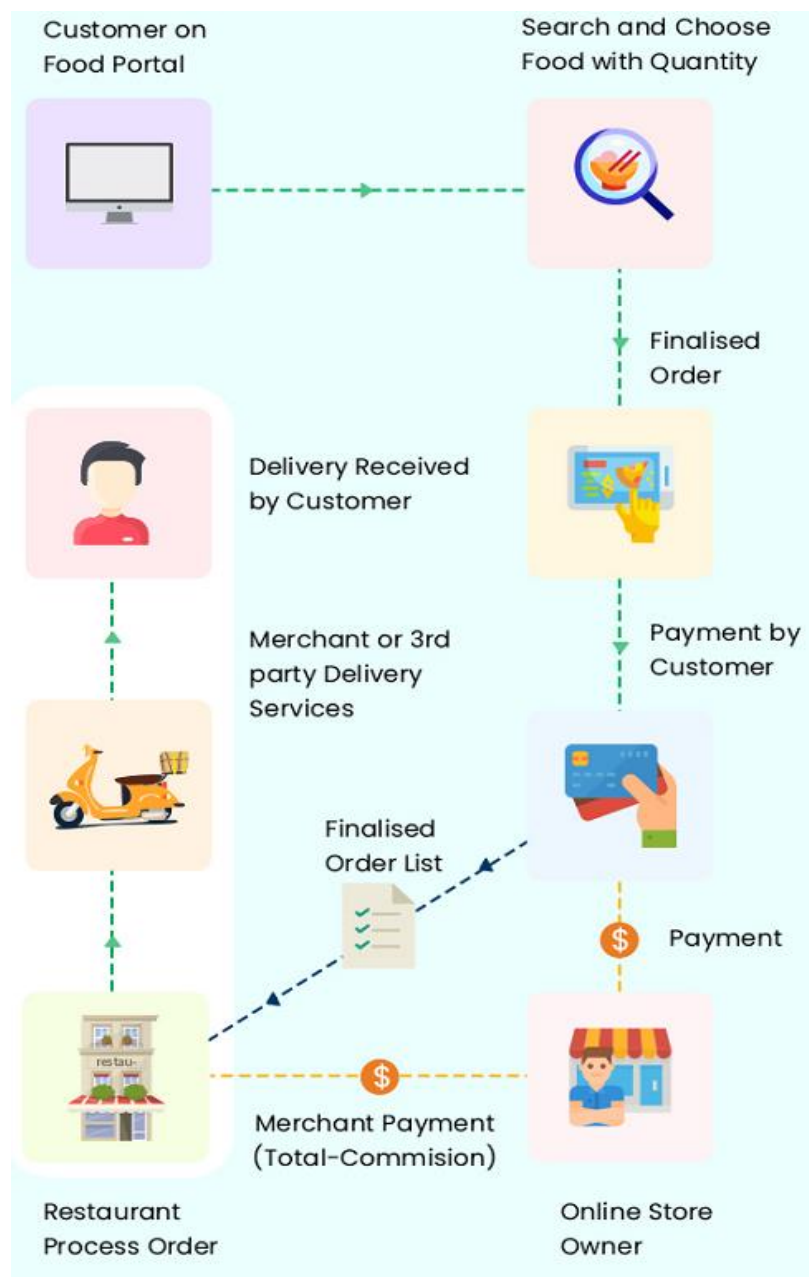 Customer on
Food Portal
Search and Choose
Food with Quantity
Finalised
Order
Delivery Received
by Customer
Payment by
Customer
Merchant or 3rd
party Delivery
Services
Finalised
Order List
$
Payment
restau-
$
Merchant Payment
(Total-Commision)
Restaurant
Process Order
Online Store
Owner